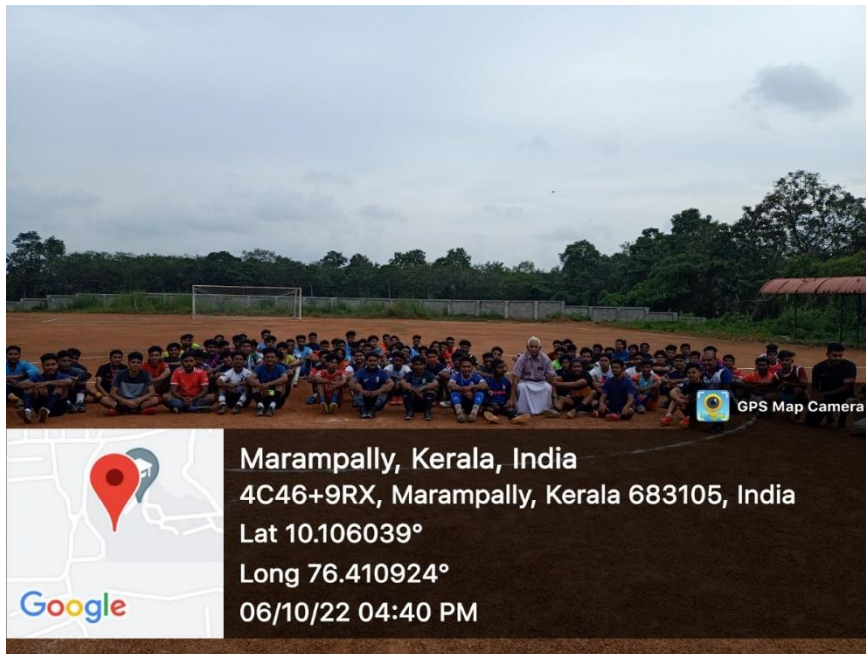 GPS Map Camera
Marampally, Kerala, India
4C46+9RX, Marampally, Kerala 683105, India
Lat 10.106039°
Long 76.410924°
06/10/22 04:40 PM
Google